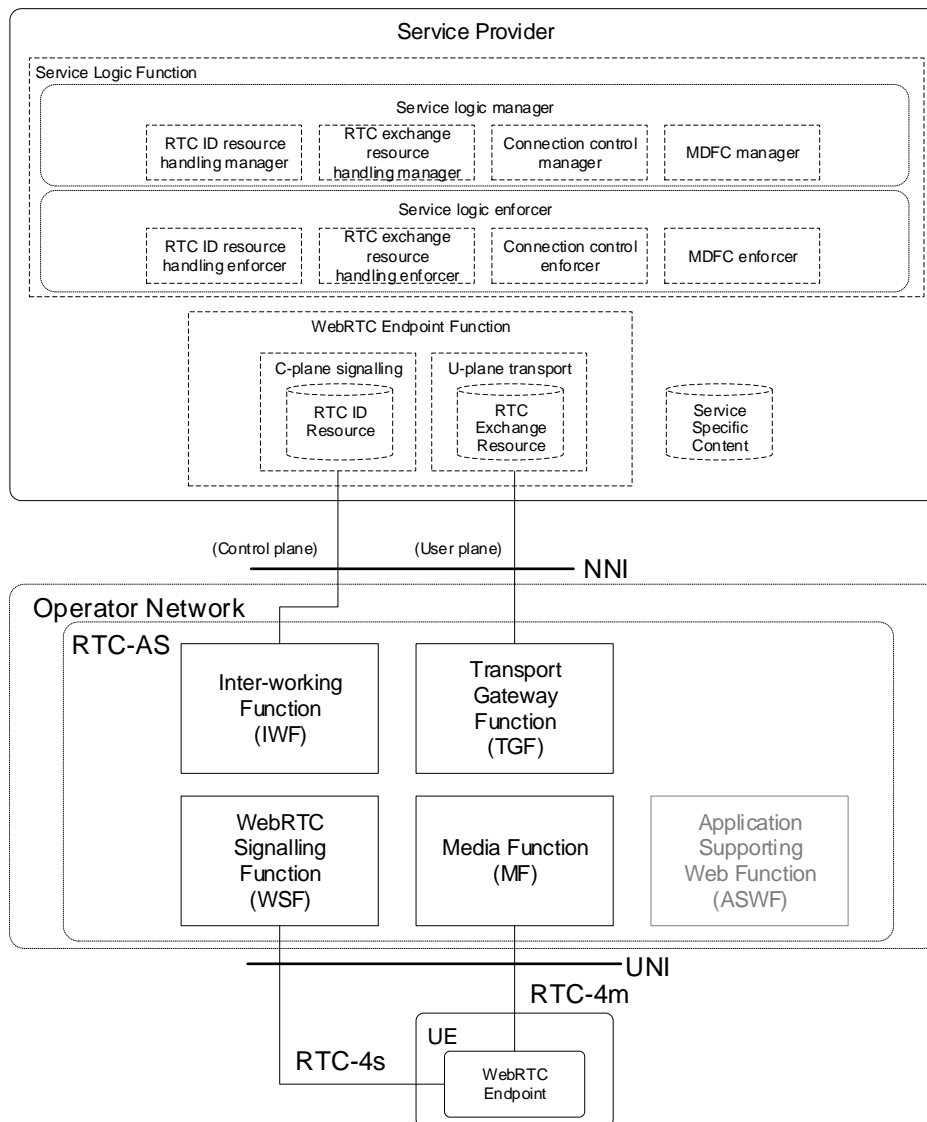 Service Provider
Service Logic Function
Service logic manager
RTC ID resource
handling manager
RTC exchange
resource
handling manager
Connection control
manager
MDFC manager
Service logic enforcer
RTC ID resource
handling enforcer
RTC exchange
resource
handling enforcer
Connection control
enforcer
MDFC enforcer
WebRTC Endpoint Function
C-plane signalling
RTC ID
Resource
U-plane transport
RTC
Exchange
Resource
Service
Specific
Content
(Control plane)
(User plane)
NNI
Operator Network
RTC-AS
Inter-working
Function
(IWF)
Transport
Gateway
Function
(TGF)
WebRTC
Signalling
Function
(WSF)
Media Function
(MF)
Application
Supporting
Web Function
(ASWF)
UNI
RTC-4m
UE
RTC-4s
WebRTC
Endpoint